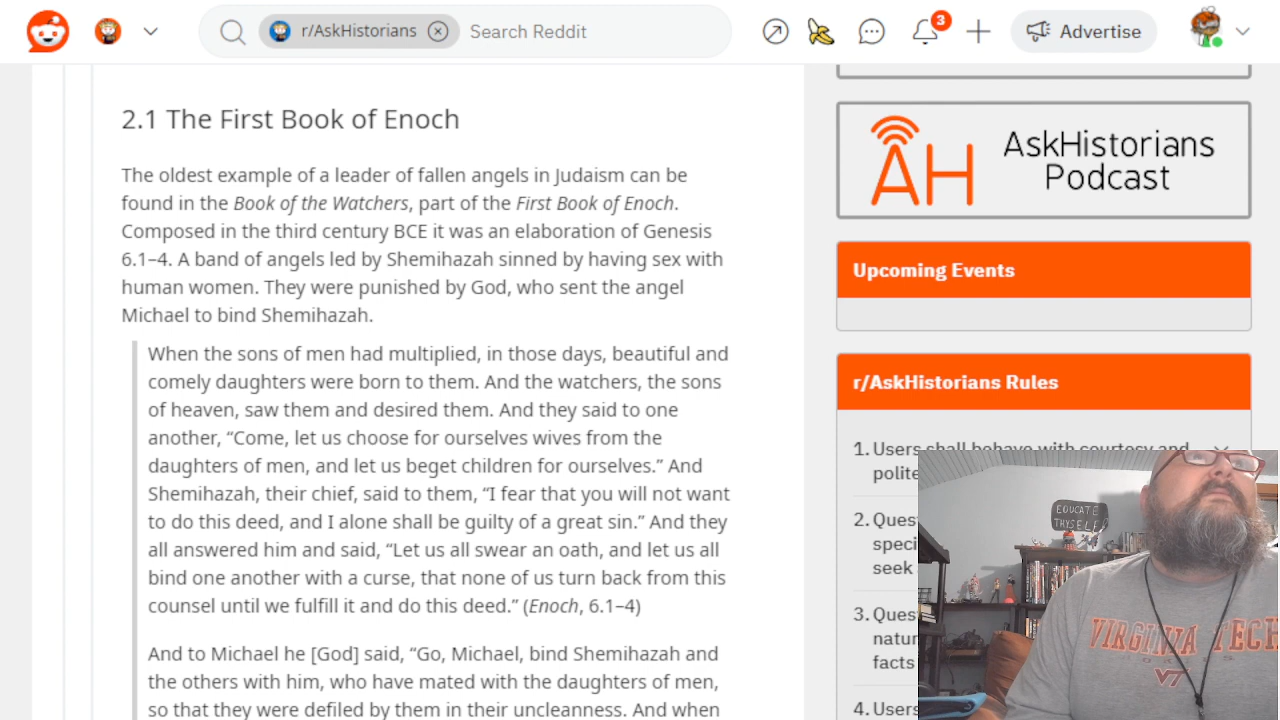 r/AskHistorians
Search Reddit
3
Advertise
2.1 The First Book of Enoch
The oldest example of a leader of fallen angels in Judaism can be
found in the Book of the Watchers, part of the First Book of Enoch.
Composed in the third century BCE it was an elaboration of Genesis
6.1–4. A band of angels led by Shemihazah sinned by having sex with
human women. They were punished by God, who sent the angel
Michael to bind Shemihazah.
When the sons of men had multiplied, in those days, beautiful and
comely daughters were born to them. And the watchers, the sons
of heaven, saw them and desired them. And they said to one
another, “Come, let us choose for ourselves wives from the
daughters of men, and let us beget children for ourselves.” And
Shemihazah, their chief, said to them, “I fear that you will not want
to do this deed, and I alone shall be guilty of a great sin.” And they
all answered him and said, “Let us all swear an oath, and let us all
bind one another with a curse, that none of us turn back from this
counsel until we fulfill it and do this deed.” (Enoch, 6.1–4)
And to Michael he [God] said, “Go, Michael, bind Shemihazah and
the others with him, who have mated with the daughters of men,
so that they were defiled by them in their uncleanness. And when
AH
AskHistorians
Podcast
Upcoming Events
r/AskHistorians Rules
1. Users shall behave with courtesy and
polite
2. Ques
speci
seek
3. Ques
natur
facts
4. Users
EDUCATE
THYSELF
VIRGINIA TECH
VT